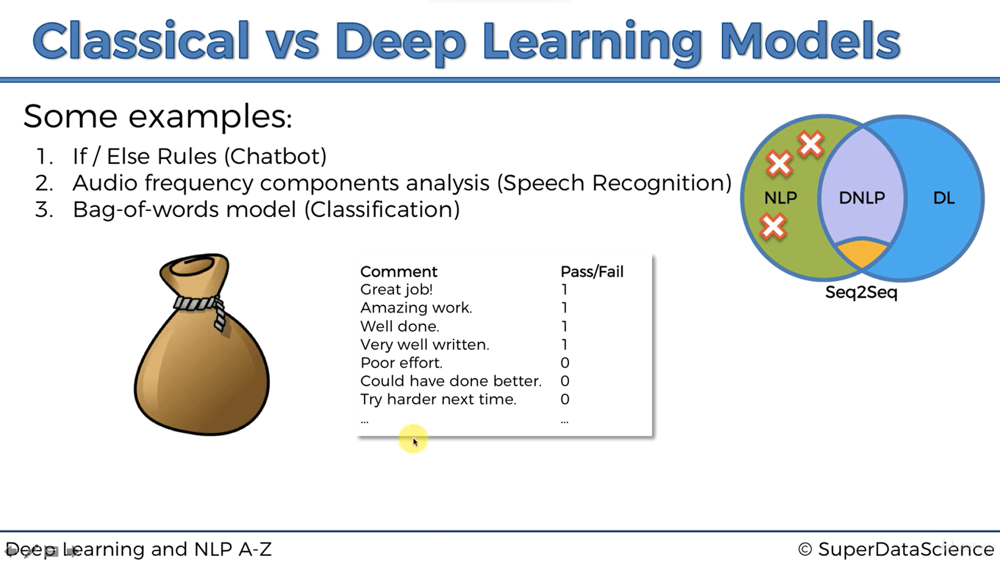 Classical vs Deep Learning Models
Some examples:
1. If / Else Rules (Chatbot)
2. Audio frequency components analysis (Speech Recognition)
3. Bag-of-words model (Classification)
NLP DNLP DL
Seq2Seq
Comment Pass/Fail
Great job! 1
Amazing work. 1
Well done. 1
Very well written. 1
Poor effort. 0
Could have done better. 0
Try harder next time. 0
... ...
Deep Learning and NLP A-Z
© SuperDataScience